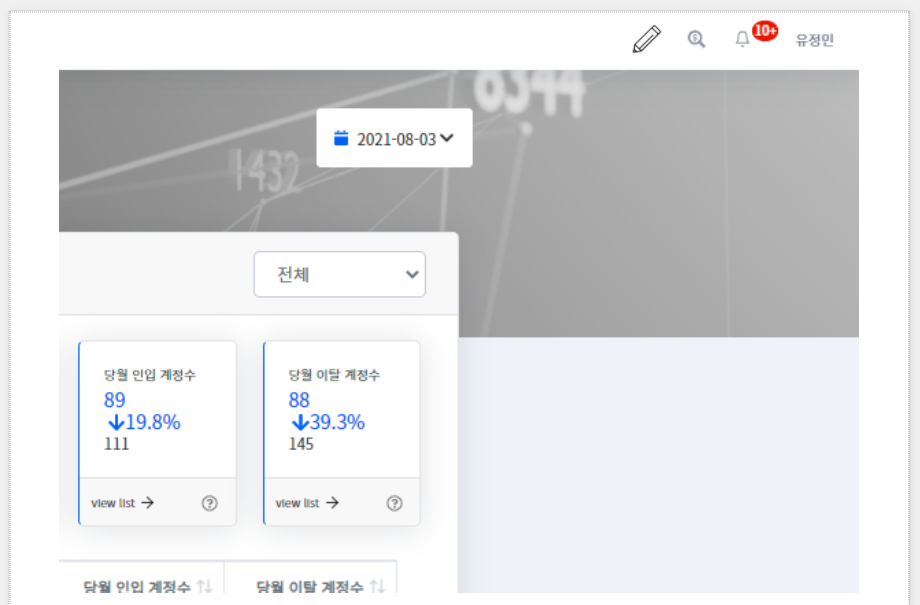 10+
유정민
8344
2021-08-03
1432
전체
당월 인입 계정수
89
↓19.8%
111
view list →
당월 이탈 계정수
88
↓39.3%
145
view list →
당월 인입 계정수 당월 이탈 계정수